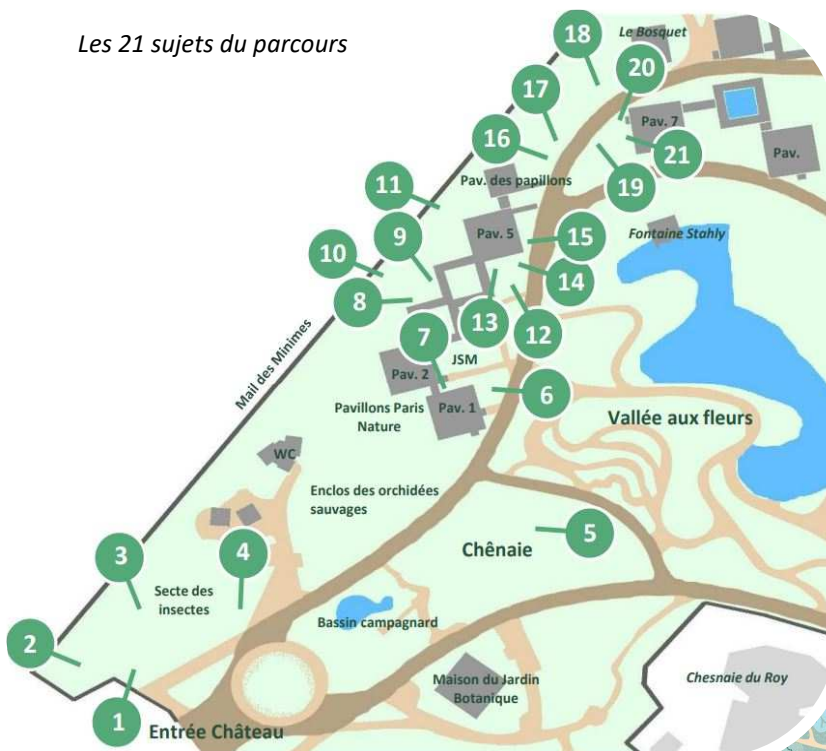 Les 21 sujets du parcours
18
Le Bosquet
20
17
Pav. 7
16
21
Pav.
Pav. des papillons
11
19
9
Pav. 5
15
Fontaine Stahly
10
14
8
13
12
7
Mail des Minimes
JSM
Pav. 2
6
Pavillons Paris
Nature
Pav. 1
Vallée aux fleurs
WC
Enclos des orchidées
sauvages
5
Chênaie
3
4
Secte des
insectes
Bassin campagnard
2
Maison du Jardin
Botanique
Chesnaie du Roy
1
Entrée Château